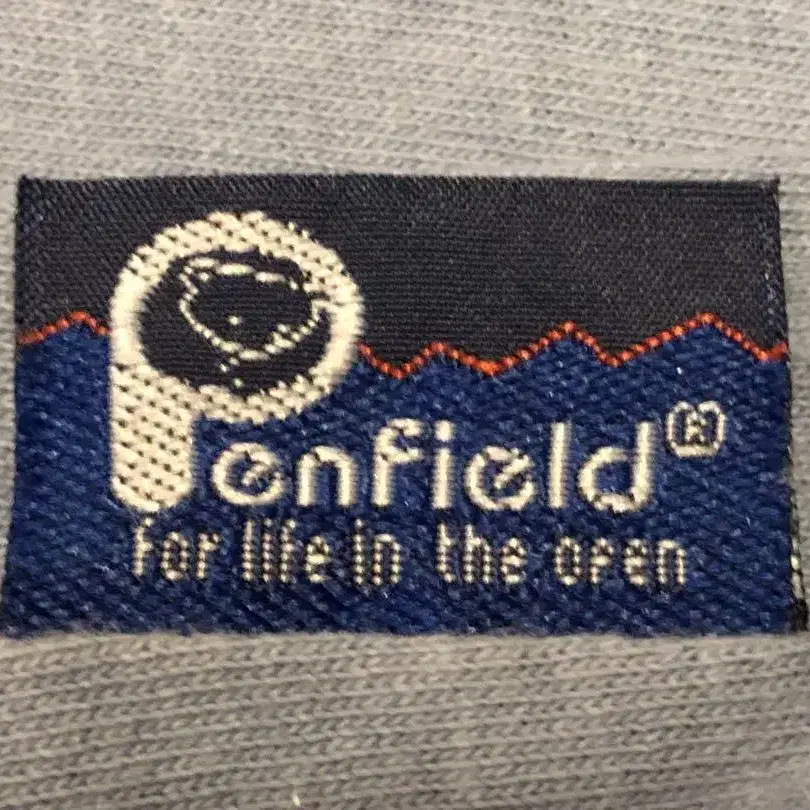 Penfield®
for life in the open